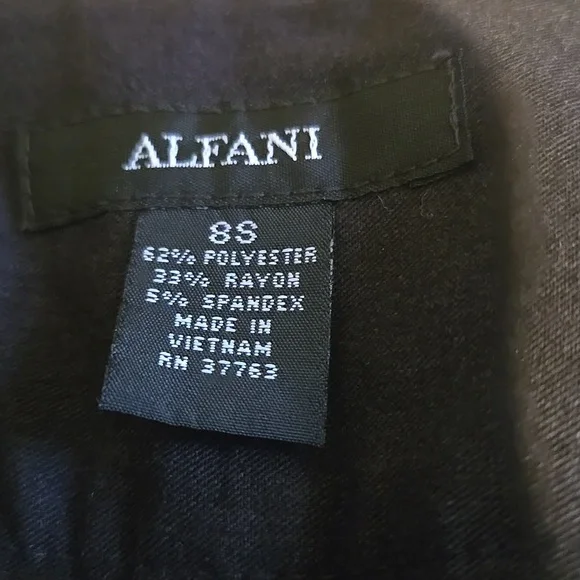 ALFANI
8S
62% POLYESTER
33% RAYON
5% SPANDEX
MADE IN
VIETNAM
RN 37763